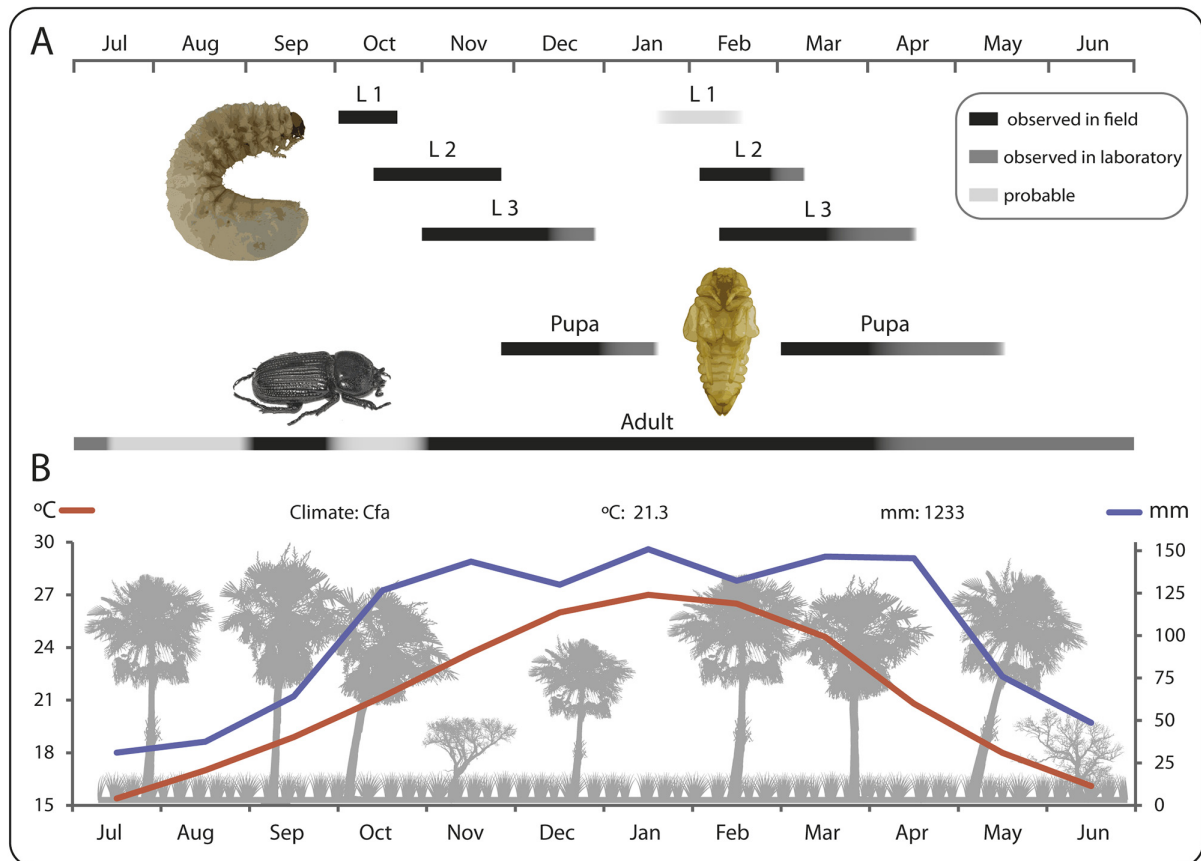 A
Jul Aug Sep Oct Nov Dec Jan Feb Mar Apr May Jun
L 1 L 1
observed in field
L 2 L 2
observed in laboratory
probable
L 3 L 3
Pupa Pupa
Adult
B
ºC Climate: Cfa ºC: 21.3 mm: 1233 mm
30 150
27 125
24 100
21 75
18 50
15 25
0
Jul Aug Sep Oct Nov Dec Jan Feb Mar Apr May Jun